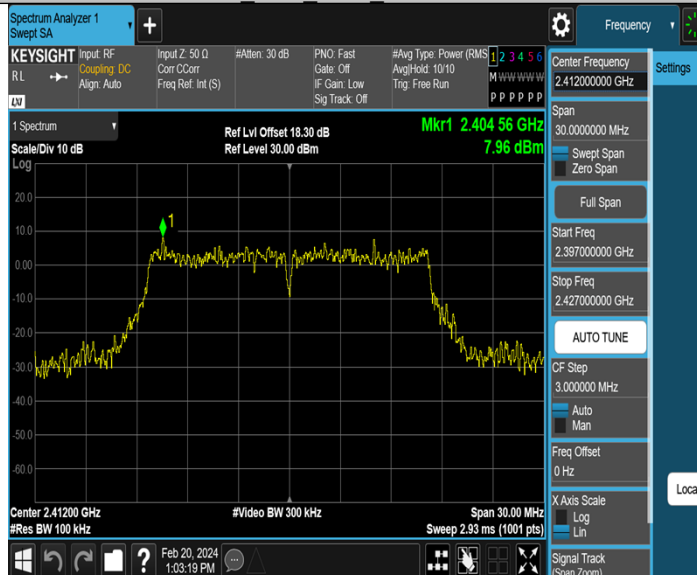 Spectrum Analyzer 1
Swept SA
+
Frequency
KEYSIGHT
RL
LXI
Input: RF
Coupling: DC
Align: Auto
Input Z: 50 Ω
Corr CCorr
Freq Ref: Int (S)
#Atten: 30 dB
PNO: Fast
Gate: Off
IF Gain: Low
Sig Track: Off
#Avg Type: Power (RMS
Avg|Hold: 10/10
Trig: Free Run
1 2 3 4 5 6
M W W W W W
P P P P P P
1 Spectrum
Scale/Div 10 dB
Log
Ref Lvl Offset 18.30 dB
Ref Level 30.00 dBm
Mkr1 2.404 56 GHz
7.96 dBm
1
20.0
10.0
0.00
-10.0
-20.0
-30.0
-40.0
-50.0
-60.0
Center 2.41200 GHz
#Res BW 100 kHz
#Video BW 300 kHz
Span 30.00 MHz
Sweep 2.93 ms (1001 pts)
?
Feb 20, 2024
1:03:19 PM
Center Frequency
2.412000000 GHz
Span
30.0000000 MHz
Swept Span
Zero Span
Full Span
Start Freq
2.397000000 GHz
Stop Freq
2.427000000 GHz
AUTO TUNE
CF Step
3.000000 MHz
Auto
Man
Freq Offset
0 Hz
X Axis Scale
Log
Lin
Signal Track
(Span Zoom)
Settings
Loca